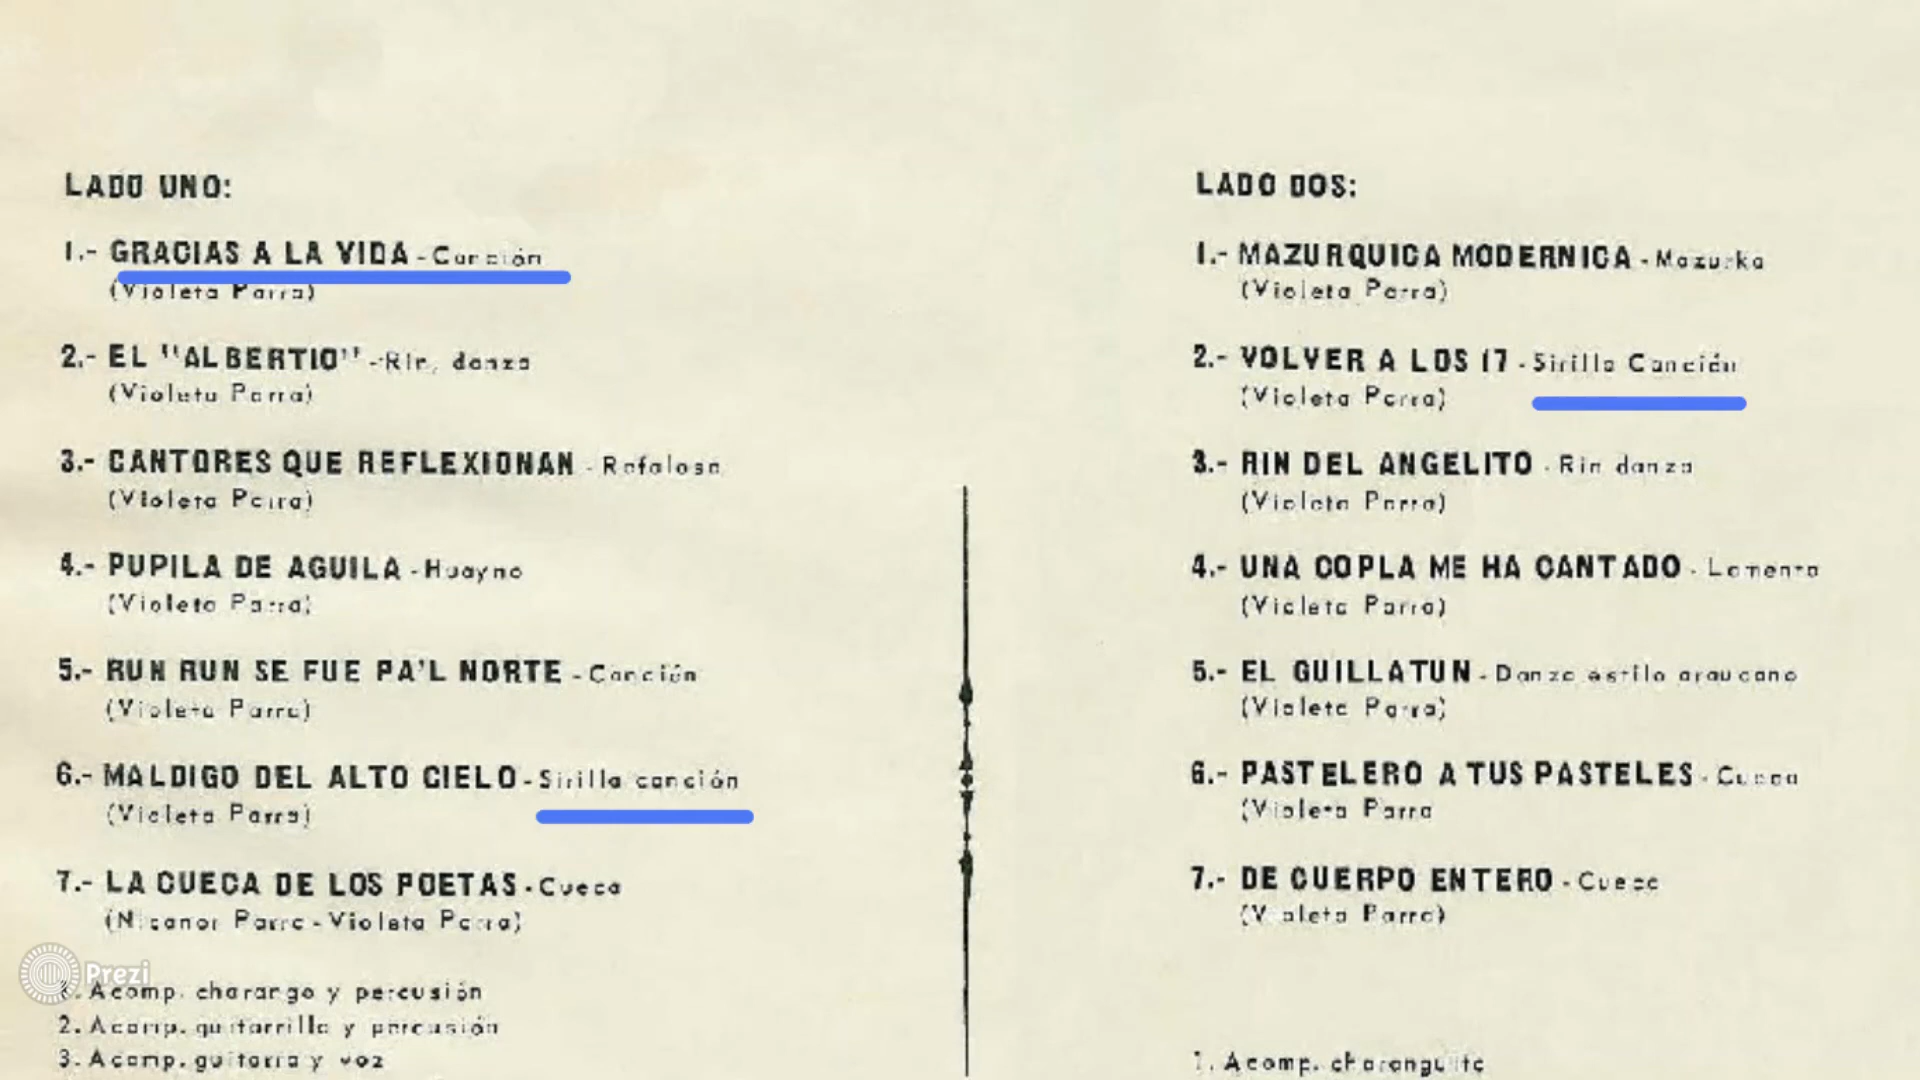 LADO UNO:
1.- GRACIAS A LA VIDA - Canción
(Violeta Parra)
2.- EL "ALBERTIO" - Rin, danza
(Violeta Parra)
3.- CANTORES QUE REFLEXIONAN - Refalosa
(Violeta Parra)
4.- PUPILA DE AGUILA - Huayno
(Violeta Parra)
5.- RUN RUN SE FUE PA'L NORTE - Canción
(Violeta Parra)
6.- MALDIGO DEL ALTO CIELO - Sirilla canción
(Violeta Parra)
7.- LA CUECA DE LOS POETAS - Cueca
(Nicanor Parra - Violeta Parra)
1. Acomp. charango y percusión
2. Acomp. guitarrilla y percusión
3. Acomp. guitarra y voz
LADO DOS:
1.- MAZURQUICA MODERNICA - Mazurka
(Violeta Parra)
2.- VOLVER A LOS 17 - Sirilla Canción
(Violeta Parra)
3.- RIN DEL ANGELITO - Rin danza
(Violeta Parra)
4.- UNA COPLA ME HA CANTADO - Lamento
(Violeta Parra)
5.- EL GUILLATUN - Danza estilo araucano
(Violeta Parra)
6.- PASTELERO A TUS PASTELES - Cueca
(Violeta Parra
7.- DE CUERPO ENTERO - Cueca
(Violeta Parra)
1. Acomp. charanguito
Prezi